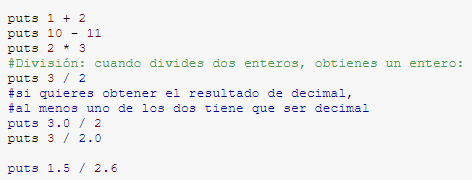 puts 1 + 2
puts 10 - 11
puts 2 * 3
#División: cuando divides dos enteros, obtienes un entero:
puts 3 / 2
#si quieres obtener el resultado de decimal,
#al menos uno de los dos tiene que ser decimal
puts 3.0 / 2
puts 3 / 2.0
puts 1.5 / 2.6